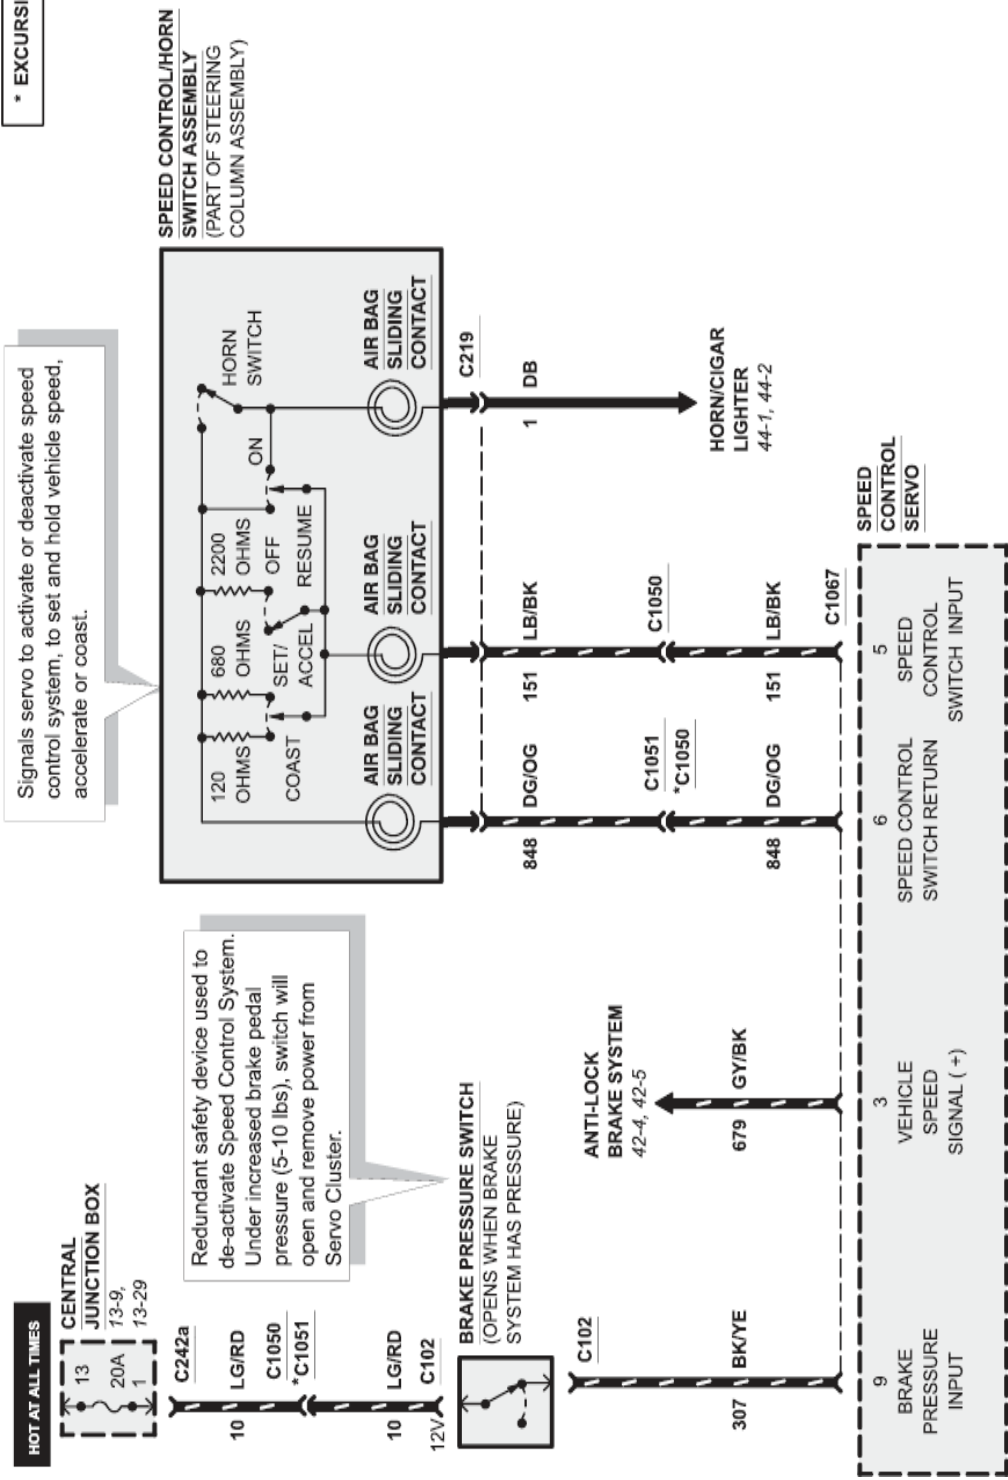 * EXCURSI
HOT AT ALL TIMES
CENTRAL
JUNCTION BOX
13-9,
13-29
13
20A
1
C242a
10 LG/RD
C1050
*C1051
10 LG/RD
12V
C102
BRAKE PRESSURE SWITCH
(OPENS WHEN BRAKE
SYSTEM HAS PRESSURE)
Redundant safety device used to
de-activate Speed Control System.
Under increased brake pedal
pressure (5-10 lbs), switch will
open and remove power from
Servo Cluster.
C102
307 BK/YE
ANTI-LOCK
BRAKE SYSTEM
42-4, 42-5
679 GY/BK
Signals servo to activate or deactivate speed
control system, to set and hold vehicle speed,
accelerate or coast.
SPEED CONTROL/HORN
SWITCH ASSEMBLY
(PART OF STEERING
COLUMN ASSEMBLY)
120
OHMS
680
OHMS
2200
OHMS
HORN
SWITCH
COAST
SET/
ACCEL
OFF
RESUME
ON
AIR BAG
SLIDING
CONTACT
AIR BAG
SLIDING
CONTACT
AIR BAG
SLIDING
CONTACT
C219
848 DG/OG
151 LB/BK
1 DB
C1051
*C1050
C1050
HORN/CIGAR
LIGHTER
44-1, 44-2
848 DG/OG
151 LB/BK
C1067
SPEED
CONTROL
SERVO
9
BRAKE
PRESSURE
INPUT
3
VEHICLE
SPEED
SIGNAL ( + )
6
SPEED CONTROL
SWITCH RETURN
5
SPEED
CONTROL
SWITCH INPUT